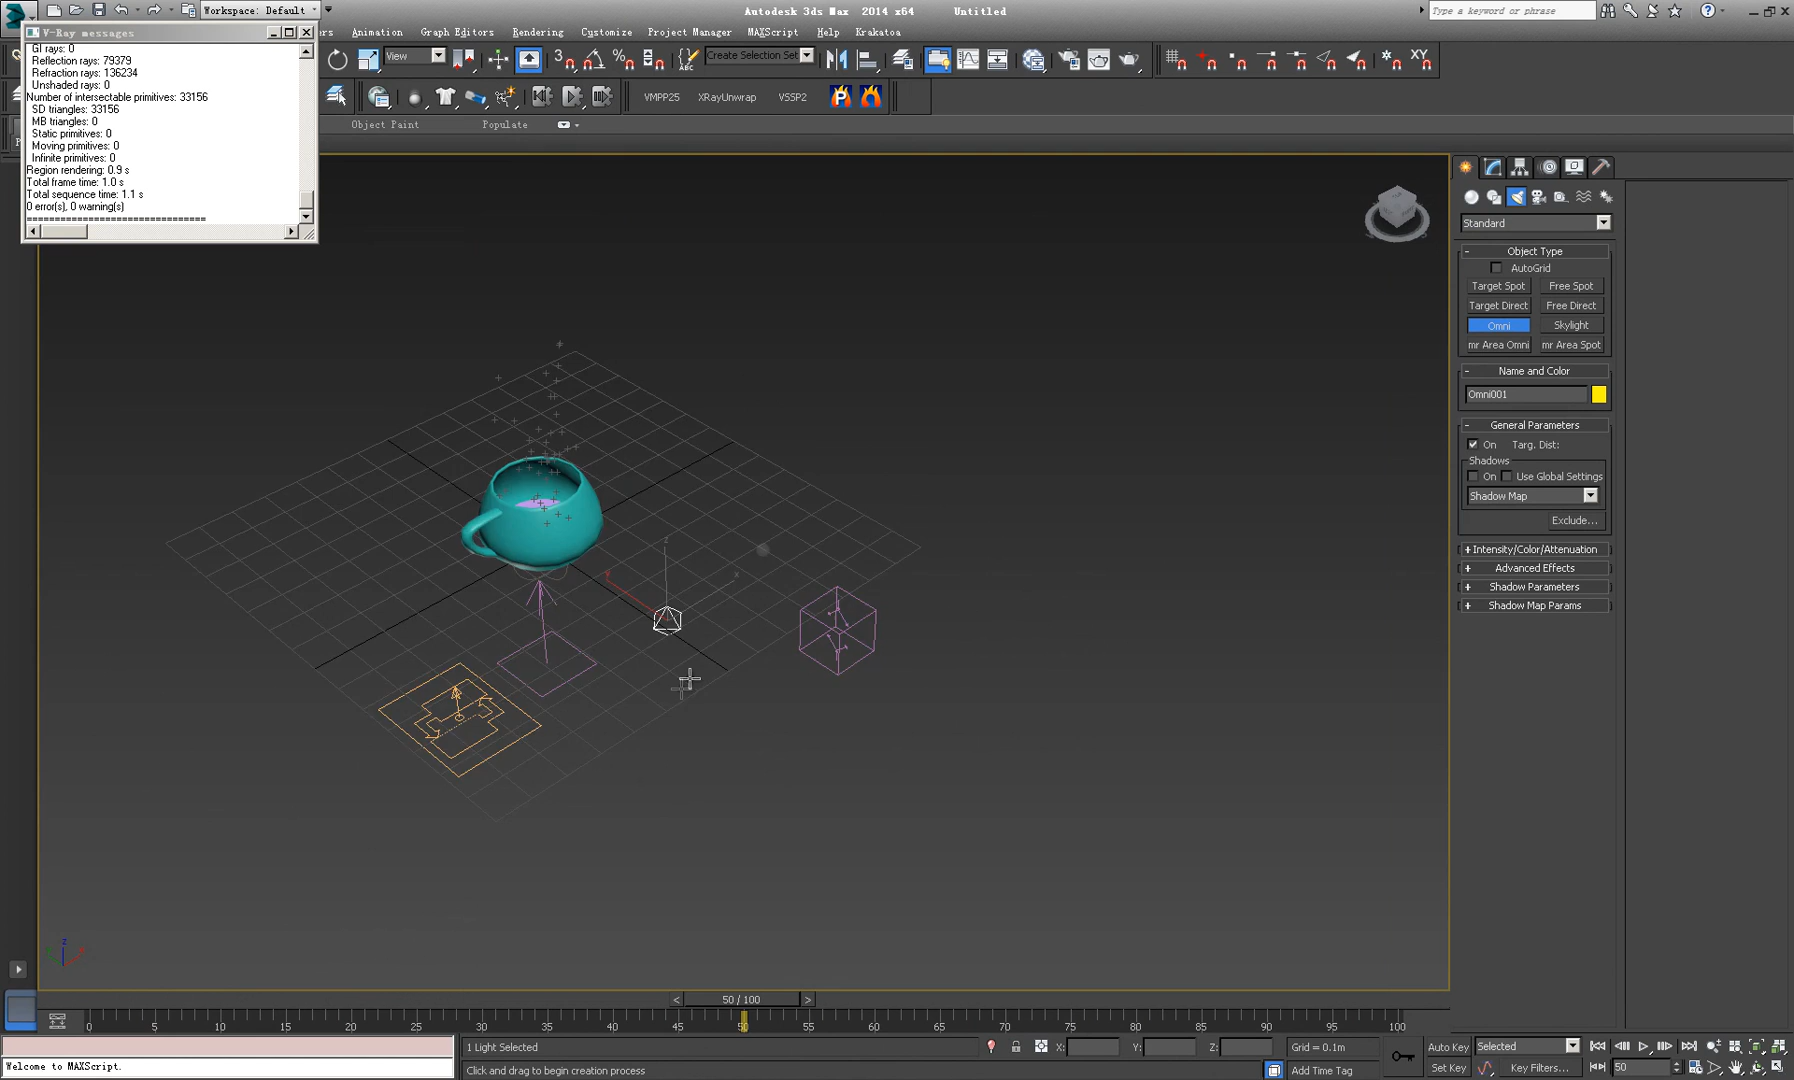 Workspace: Default
Autodesk 3ds Max 2014 x64 Untitled
Type a keyword or phrase
V-Ray messages
Animation Graph Editors Rendering Customize Project Manager MAXScript Help Krakatoa
GI rays: 0
Reflection rays: 79379
Refraction rays: 136234
Unshaded rays: 0
Number of intersectable primitives: 33156
SD triangles: 33156
MB triangles: 0
Static primitives: 0
Moving primitives: 0
Infinite primitives: 0
Region rendering: 0.9 s
Total frame time: 1.0 s
Total sequence time: 1.1 s
0 error(s), 0 warning(s)
==============================
View
3
%
Create Selection Set
XY
VMPP25 XRayUnwrap VSSP2
Object Paint Populate
Standard
- Object Type
AutoGrid
Target Spot Free Spot
Target Direct Free Direct
Omni Skylight
mr Area Omni mr Area Spot
- Name and Color
Omni001
- General Parameters
On Targ. Dist:
Shadows
On Use Global Settings
Shadow Map
Exclude...
+ Intensity/Color/Attenuation
+ Advanced Effects
+ Shadow Parameters
+ Shadow Map Params
z
x
y
z
< 50 / 100 >
0 5 10 15 20 25 30 35 40 45 50 55 60 65 70 75 80 85 90 95 100
1 Light Selected X: Y: Z: Grid = 0.1m Auto Key Selected
Welcome to MAXScript. Click and drag to begin creation process Add Time Tag Set Key Key Filters... 50